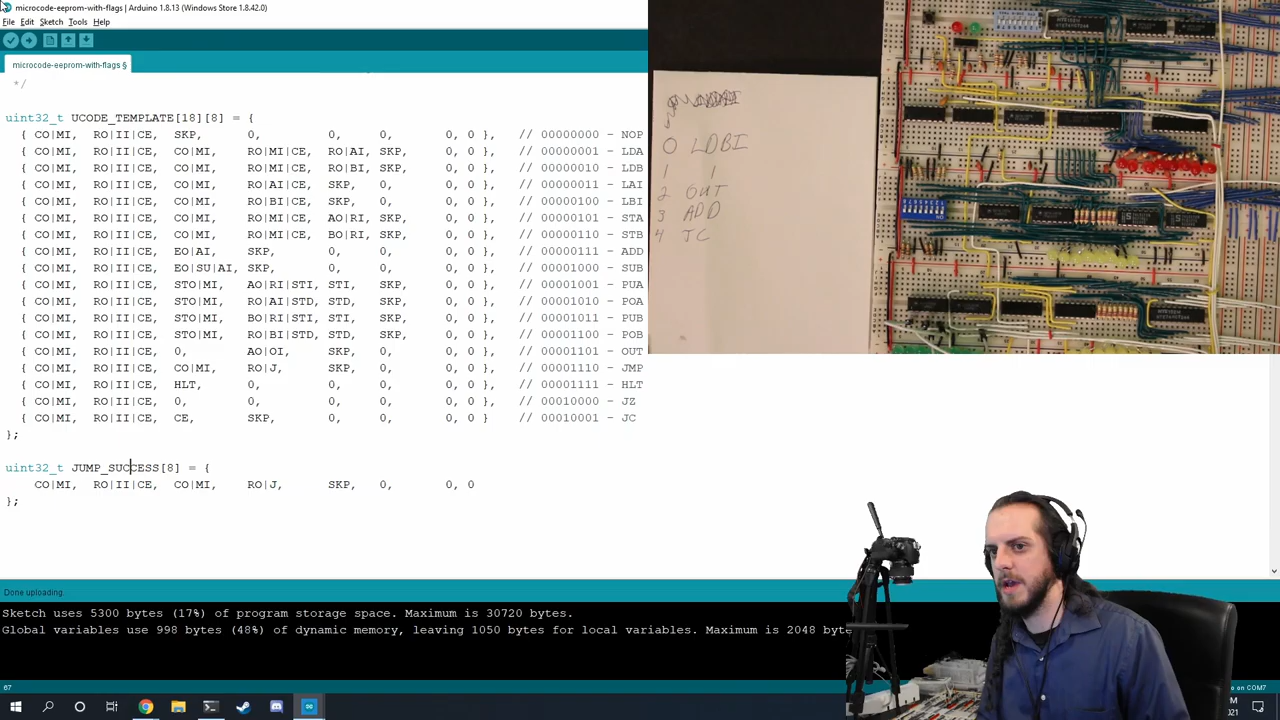 microcode-eeprom-with-flags | Arduino 1.8.13 (Windows Store 1.8.42.0)
File Edit Sketch Tools Help
microcode-eeprom-with-flags §
*/
uint32_t UCODE_TEMPLATE[18][8] = {
{ CO|MI, RO|II|CE, SKP, 0, 0, 0, 0, 0 }, // 00000000 - NOP
{ CO|MI, RO|II|CE, CO|MI, RO|MI|CE, RO|AI, SKP, 0, 0 }, // 00000001 - LDA
{ CO|MI, RO|II|CE, CO|MI, RO|MI|CE, RO|BI, SKP, 0, 0 }, // 00000010 - LDB
{ CO|MI, RO|II|CE, CO|MI, RO|AI|CE, SKP, 0, 0, 0 }, // 00000011 - LAI
{ CO|MI, RO|II|CE, CO|MI, RO|BI|CE, SKP, 0, 0, 0 }, // 00000100 - LBI
{ CO|MI, RO|II|CE, CO|MI, RO|MI|CE, AO|RI, SKP, 0, 0 }, // 00000101 - STA
{ CO|MI, RO|II|CE, CO|MI, RO|MI|CE, BO|RI, SKP, 0, 0 }, // 00000110 - STB
{ CO|MI, RO|II|CE, EO|AI, SKP, 0, 0, 0, 0 }, // 00000111 - ADD
{ CO|MI, RO|II|CE, EO|SU|AI, SKP, 0, 0, 0, 0 }, // 00001000 - SUB
{ CO|MI, RO|II|CE, STO|MI, AO|RI|STI, STI, SKP, 0, 0 }, // 00001001 - PUA
{ CO|MI, RO|II|CE, STO|MI, RO|AI|STD, STD, SKP, 0, 0 }, // 00001010 - POA
{ CO|MI, RO|II|CE, STO|MI, BO|RI|STI, STI, SKP, 0, 0 }, // 00001011 - PUB
{ CO|MI, RO|II|CE, STO|MI, RO|BI|STD, STD, SKP, 0, 0 }, // 00001100 - POB
{ CO|MI, RO|II|CE, 0, AO|OI, SKP, 0, 0, 0 }, // 00001101 - OUT
{ CO|MI, RO|II|CE, CO|MI, RO|J, SKP, 0, 0, 0 }, // 00001110 - JMP
{ CO|MI, RO|II|CE, HLT, 0, 0, 0, 0, 0 }, // 00001111 - HLT
{ CO|MI, RO|II|CE, 0, 0, 0, 0, 0, 0 }, // 00010000 - JZ
{ CO|MI, RO|II|CE, CE, SKP, 0, 0, 0, 0 } // 00010001 - JC
};
uint32_t JUMP_SUCCESS[8] = {
CO|MI, RO|II|CE, CO|MI, RO|J, SKP, 0, 0, 0
};
0 LDBI
1 1
2 OUT
3 ADD
4 JC
Done uploading.
Sketch uses 5300 bytes (17%) of program storage space. Maximum is 30720 bytes.
Global variables use 998 bytes (48%) of dynamic memory, leaving 1050 bytes for local variables. Maximum is 2048 byte
67
o on COM7
M
021